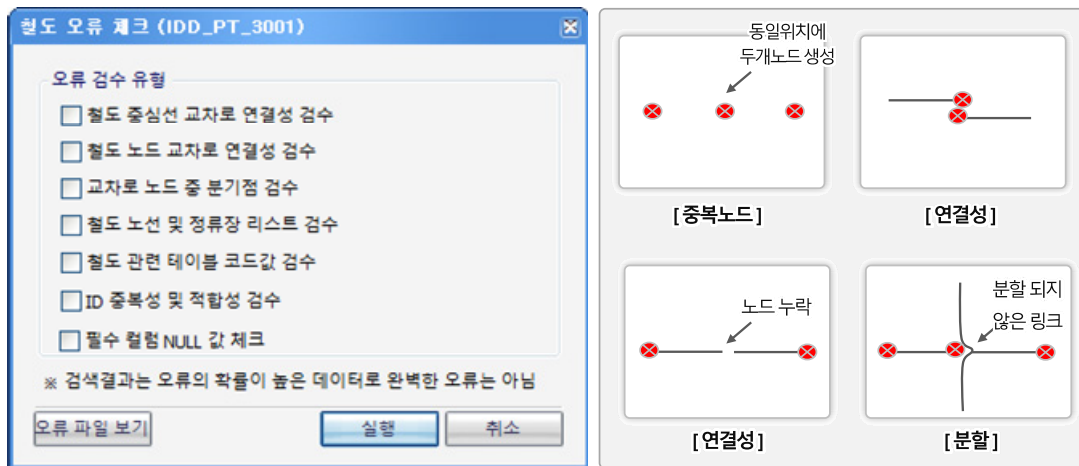 철도 오류 체크 (IDD_PT_3001)
오류 검수 유형
철도 중심선 교차로 연결성 검수
철도 노드 교차로 연결성 검수
교차로 노드 중 분기점 검수
철도 노선 및 정류장 리스트 검수
철도 관련 테이블 코드값 검수
ID 중복성 및 적합성 검수
필수 컬럼 NULL 값 체크
※ 검색결과는 오류의 확률이 높은 데이터로 완벽한 오류는 아님
오류 파일 보기
실행
취소
동일위치에
두개노드 생성
[중복노드]
[연결성]
노드 누락
[연결성]
분할 되지
않은 링크
[분할]